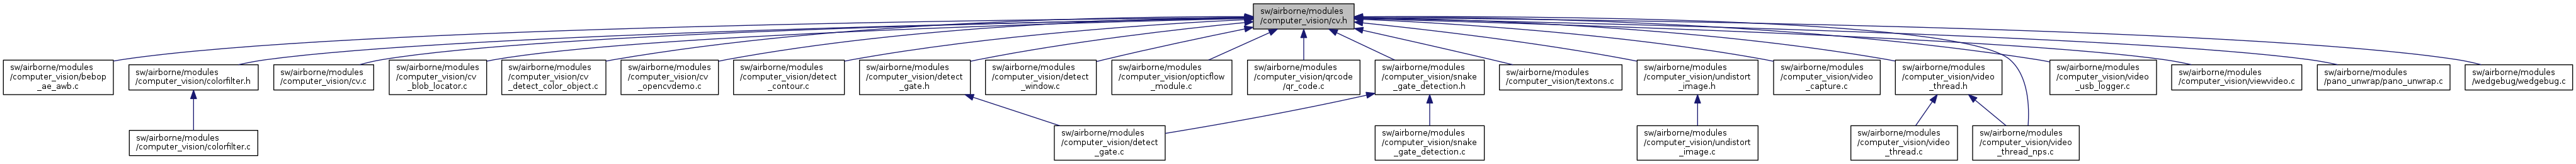 sw/airborne/modules
/computer_vision/cv.h
sw/airborne/modules
/computer_vision/bebop
_ae_awb.c
sw/airborne/modules
/computer_vision/colorfilter.h
sw/airborne/modules
/computer_vision/cv.c
sw/airborne/modules
/computer_vision/cv
_blob_locator.c
sw/airborne/modules
/computer_vision/cv
_detect_color_object.c
sw/airborne/modules
/computer_vision/cv
_opencvdemo.c
sw/airborne/modules
/computer_vision/detect
_contour.c
sw/airborne/modules
/computer_vision/detect
_gate.h
sw/airborne/modules
/computer_vision/detect
_window.c
sw/airborne/modules
/computer_vision/opticflow
_module.c
sw/airborne/modules
/computer_vision/qrcode
/qr_code.c
sw/airborne/modules
/computer_vision/snake
_gate_detection.h
sw/airborne/modules
/computer_vision/textons.c
sw/airborne/modules
/computer_vision/undistort
_image.h
sw/airborne/modules
/computer_vision/video
_capture.c
sw/airborne/modules
/computer_vision/video
_thread.h
sw/airborne/modules
/computer_vision/video
_usb_logger.c
sw/airborne/modules
/computer_vision/viewvideo.c
sw/airborne/modules
/pano_unwrap/pano_unwrap.c
sw/airborne/modules
/wedgebug/wedgebug.c
sw/airborne/modules
/computer_vision/colorfilter.c
sw/airborne/modules
/computer_vision/detect
_gate.c
sw/airborne/modules
/computer_vision/snake
_gate_detection.c
sw/airborne/modules
/computer_vision/undistort
_image.c
sw/airborne/modules
/computer_vision/video
_thread.c
sw/airborne/modules
/computer_vision/video
_thread_nps.c